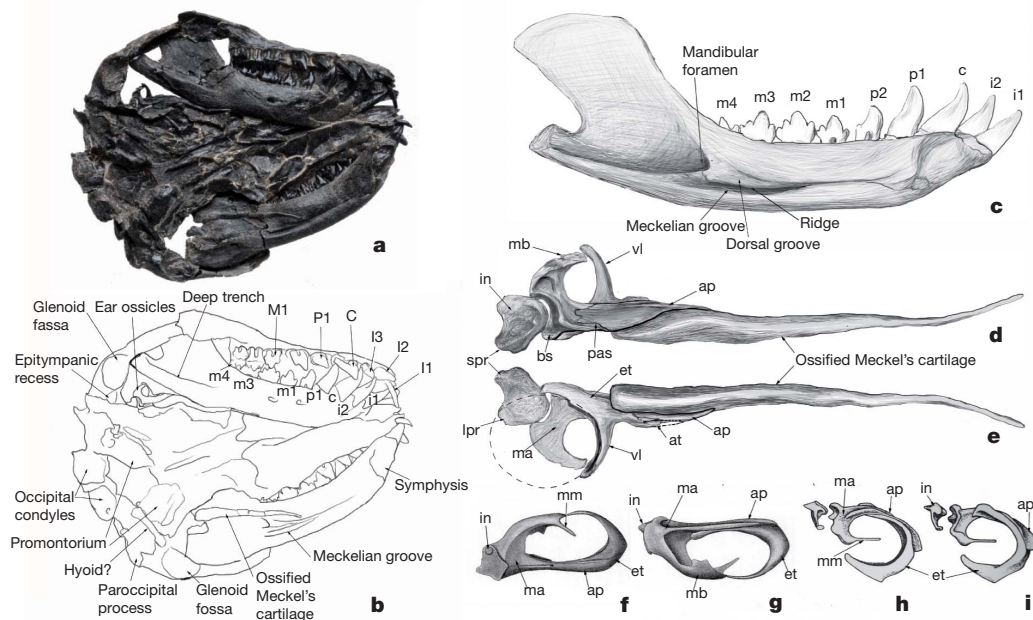 a
Glenoid
fassa
Ear ossicles
Deep trench
M1
P1
C
I3
I2
I1
Epitympanic
recess
m4
m3
m1
p1
c
i2
i1
Occipital
condyles
Promontorium
Hyoid?
Paroccipital
process
Glenoid
fossa
Ossified
Meckel's
cartilage
Meckelian groove
Symphysis
b
Mandibular
foramen
m4
m3
m2
m1
p2
p1
c
i2
i1
Meckelian groove
Ridge
Dorsal groove
c
mb
vl
in
ap
spr
bs
pas
Ossified Meckel's cartilage
d
et
lpr
ma
at
ap
vl
e
in
mm
ma
ap
et
f
ma
ap
mb
et
g
ma
ap
mm
et
h
in
ap
i